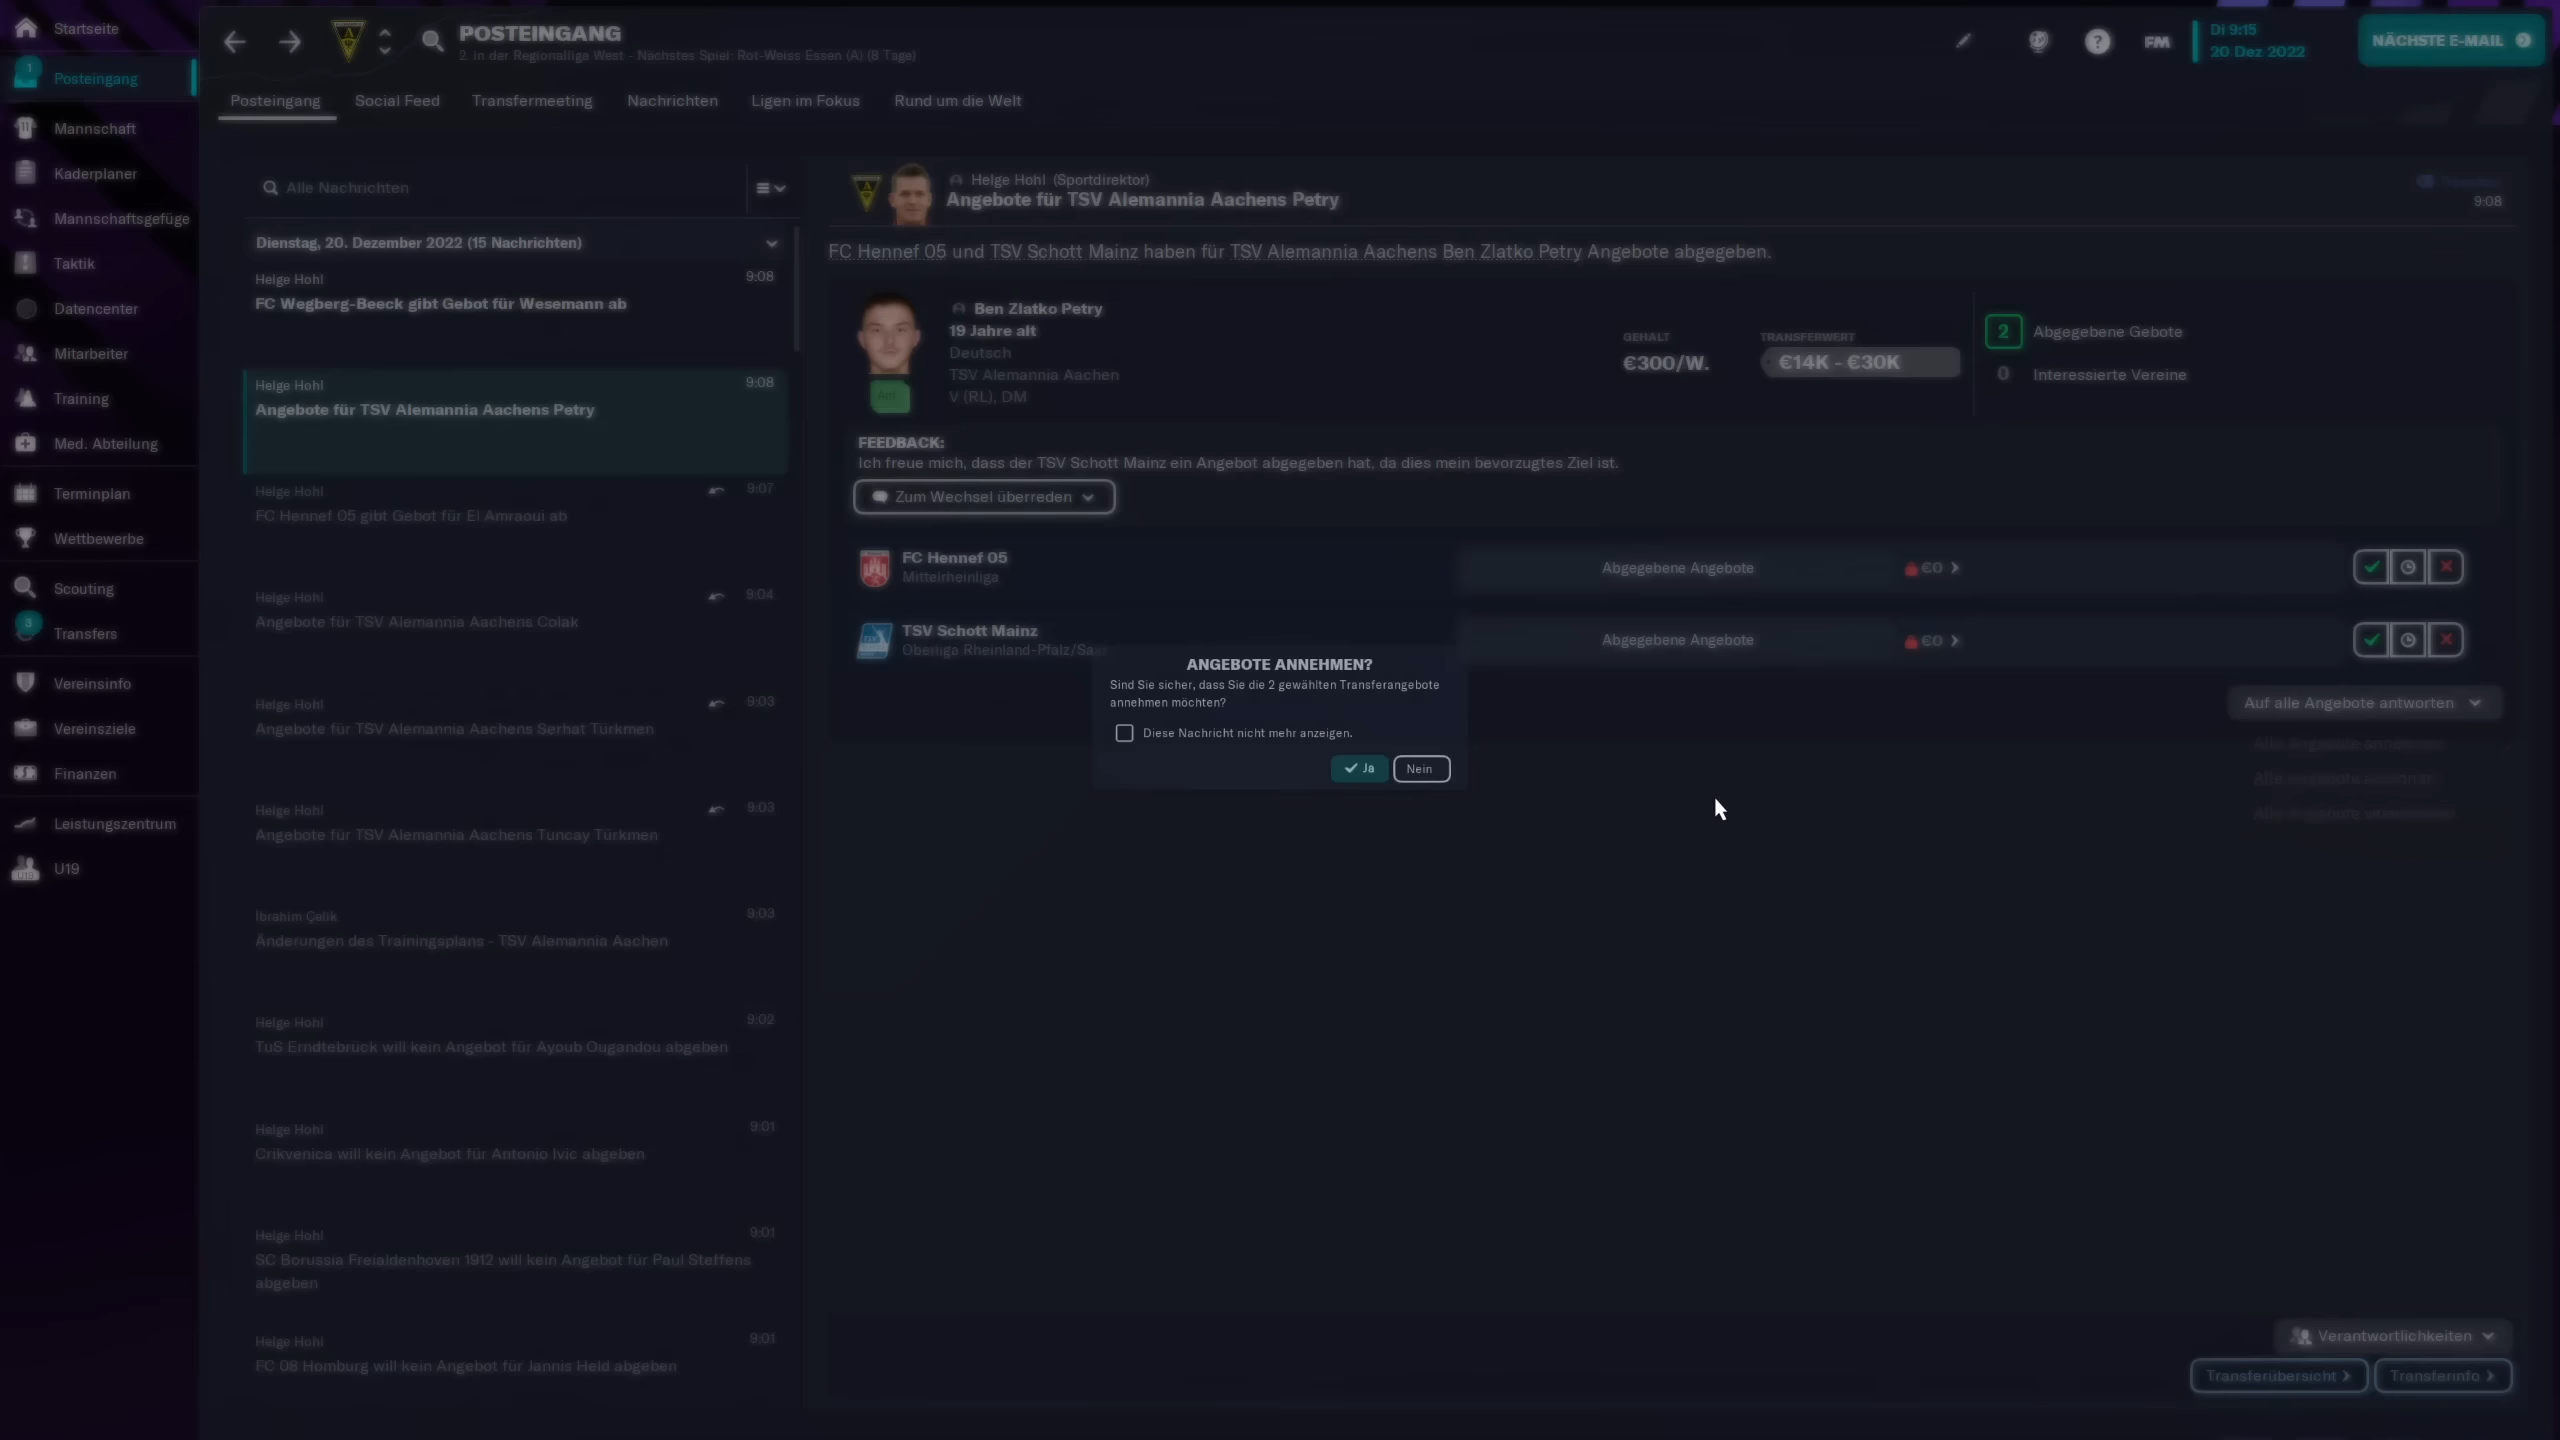 Startseite
1
Posteingang
Mannschaft
Kaderplaner
Mannschaftsgefüge
Taktik
Datencenter
Mitarbeiter
Training
Med. Abteilung
Terminplan
Wettbewerbe
Scouting
3
Transfers
Vereinsinfo
Vereinsziele
Finanzen
Leistungszentrum
U19
POSTEINGANG
2. in der Regionalliga West - Nächstes Spiel: Rot-Weiss Essen (A) (8 Tage)
FM
Di 9:15
20 Dez 2022
NÄCHSTE E-MAIL
Posteingang Social Feed Transfermeeting Nachrichten Ligen im Fokus Rund um die Welt
Alle Nachrichten
Dienstag, 20. Dezember 2022 (15 Nachrichten)
Helge Hohl 9:08
FC Wegberg-Beeck gibt Gebot für Wesemann ab
Helge Hohl 9:08
Angebote für TSV Alemannia Aachens Petry
Helge Hohl 9:07
FC Hennef 05 gibt Gebot für El Amraoui ab
Helge Hohl 9:04
Angebote für TSV Alemannia Aachens Colak
Helge Hohl 9:03
Angebote für TSV Alemannia Aachens Serhat Türkmen
Helge Hohl 9:03
Angebote für TSV Alemannia Aachens Tuncay Türkmen
İbrahim Çelik 9:03
Änderungen des Trainingsplans - TSV Alemannia Aachen
Helge Hohl 9:02
TuS Erndtebrück will kein Angebot für Ayoub Ougandou abgeben
Helge Hohl 9:01
Crikvenica will kein Angebot für Antonio Ivic abgeben
Helge Hohl 9:01
SC Borussia Freialdenhoven 1912 will kein Angebot für Paul Steffens
abgeben
Helge Hohl 9:01
FC 08 Homburg will kein Angebot für Jannis Held abgeben
Helge Hohl (Sportdirektor)
Angebote für TSV Alemannia Aachens Petry
9:08
FC Hennef 05 und TSV Schott Mainz haben für TSV Alemannia Aachens Ben Zlatko Petry Angebote abgegeben.
Ben Zlatko Petry
19 Jahre alt
Deutsch
TSV Alemannia Aachen
V (RL), DM
Am
GEHALT
€300/W.
TRANSFERWERT
€14K - €30K
2 Abgegebene Gebote
0 Interessierte Vereine
FEEDBACK:
Ich freue mich, dass der TSV Schott Mainz ein Angebot abgegeben hat, da dies mein bevorzugtes Ziel ist.
Zum Wechsel überreden
FC Hennef 05
Mittelrheinliga
Abgegebene Angebote €0
TSV Schott Mainz
Oberliga Rheinland-Pfalz/Saar
Abgegebene Angebote €0
ANGEBOTE ANNEHMEN?
Sind Sie sicher, dass Sie die 2 gewählten Transferangebote
annehmen möchten?
Diese Nachricht nicht mehr anzeigen.
Ja Nein
Auf alle Angebote antworten
Alle Angebote annehmen
Alle Angebote
Alle Angebote
Verantwortlichkeiten
Transferübersicht Transferinfo